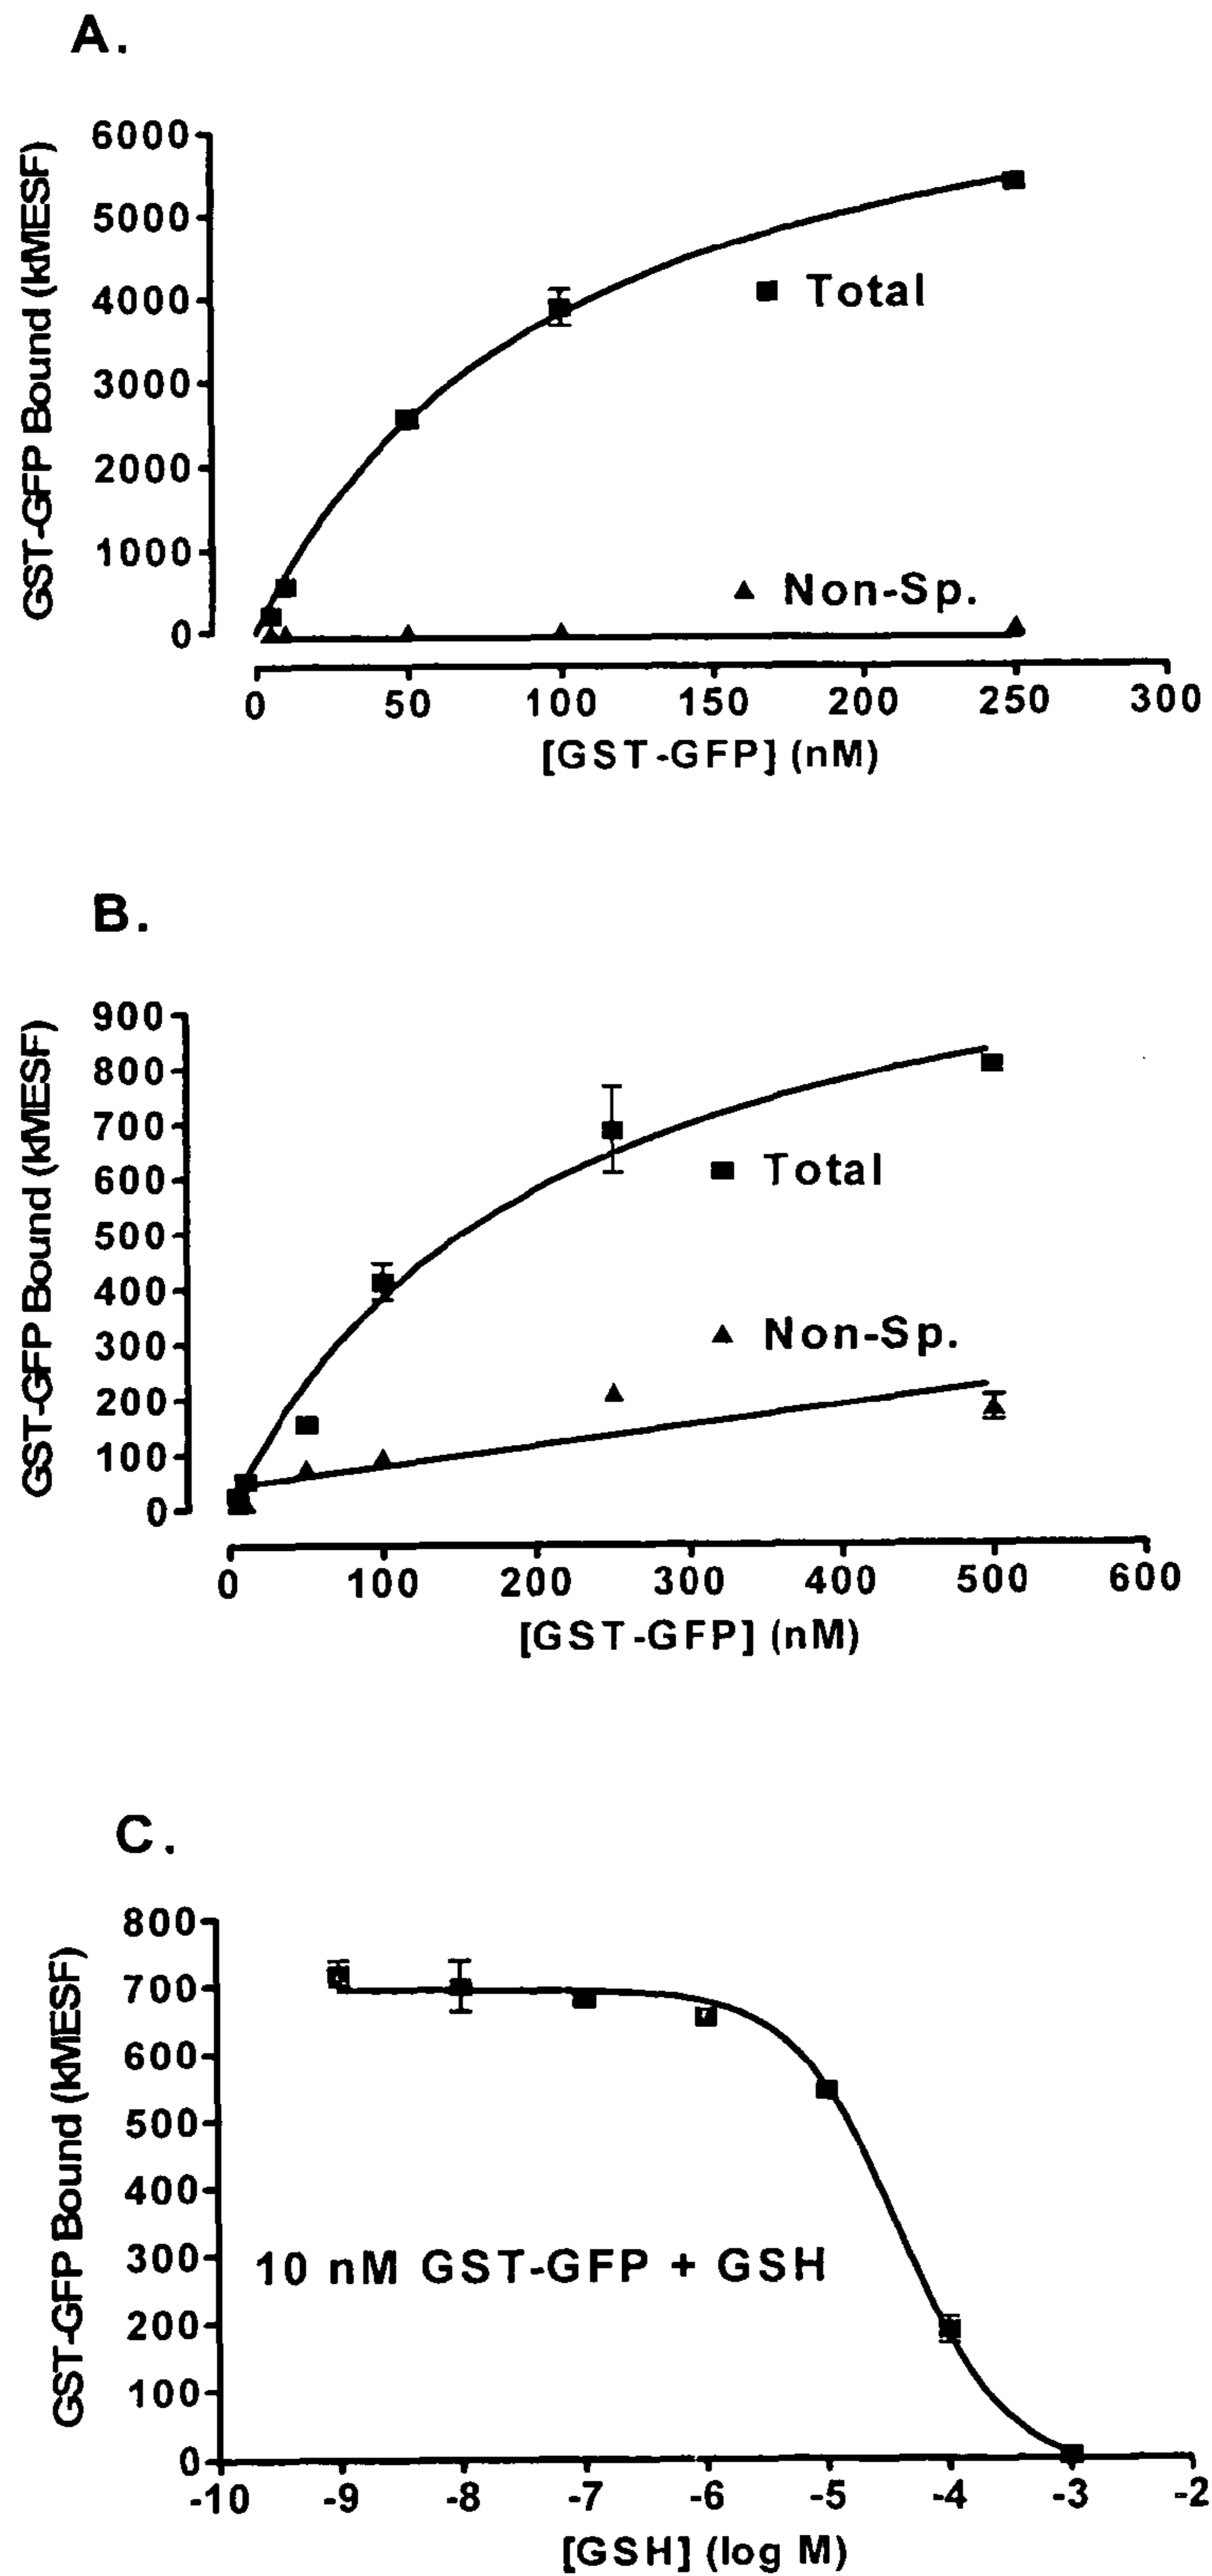 A.
6000
5000
4000
3000
2000
1000
0
GST-GFP Bound (kMESF)
Total
Non-Sp.
0 50 100 150 200 250 300
[GST-GFP] (nM)
B.
900
800
700
600
500
400
300
200
100
0
GST-GFP Bound (kMESF)
Total
Non-Sp.
0 100 200 300 400 500 600
[GST-GFP] (nM)
C.
800
700
600
500
400
300
200
100
0
GST-GFP Bound (kMESF)
10 nM GST-GFP + GSH
-10 -9 -8 -7 -6 -5 -4 -3 -2
[GSH] (log M)